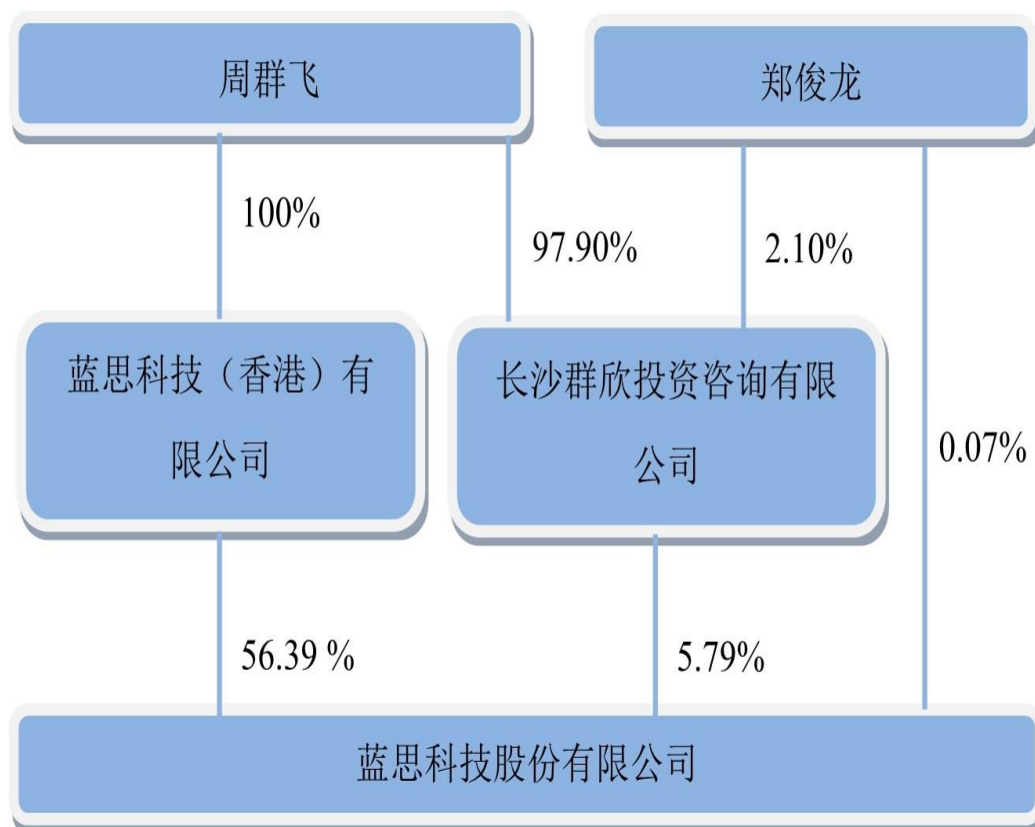 周群飞
郑俊龙
100%
97.90%
2.10%
蓝思科技（香港）有
限公司
长沙群欣投资咨询有限
公司
0.07%
56.39 %
5.79%
蓝思科技股份有限公司